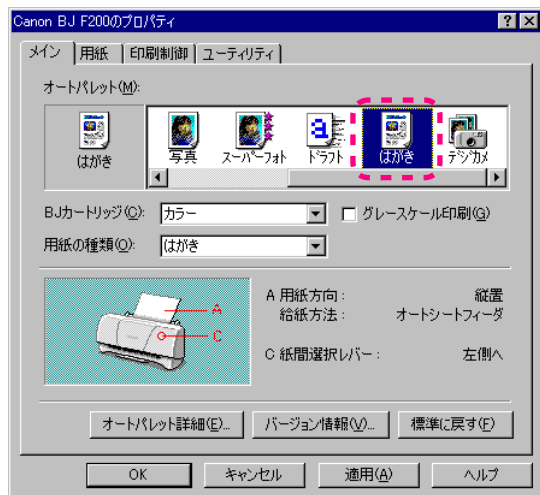 Canon BJ F200のプロパティ
メイン 用紙 印刷制御 ユーティリティ
オートパレット(M):
はがき 写真 スーパーフォト ドラフト はがき デジカメ
BJカートリッジ(C): カラー グレースケール印刷(G)
用紙の種類(O): はがき
A 用紙方向： 縦置
給紙方法： オートシートフィーダ
A
C
C 紙間選択レバー： 左側へ
オートパレット詳細(E)... バージョン情報(V)... 標準に戻す(F)
OK キャンセル 適用(A) ヘルプ